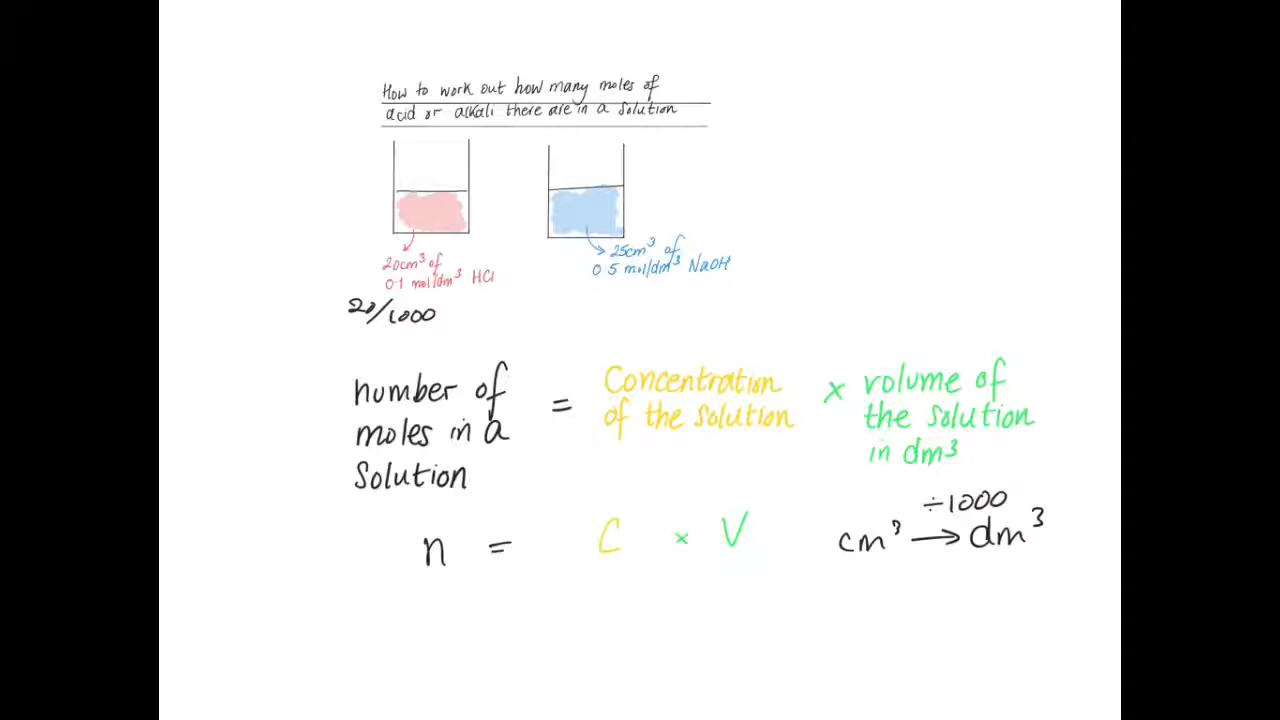 How to work out how many moles of
acid or alkali there are in a solution
20cm³ of
0.1 mol/dm³ HCl
25cm³ of
0.5 mol/dm³ NaOH
20/1000
number of
moles in a
solution
=
Concentration
of the solution
×
volume of
the solution
in dm³
n = C × V
÷1000
cm³ → dm³